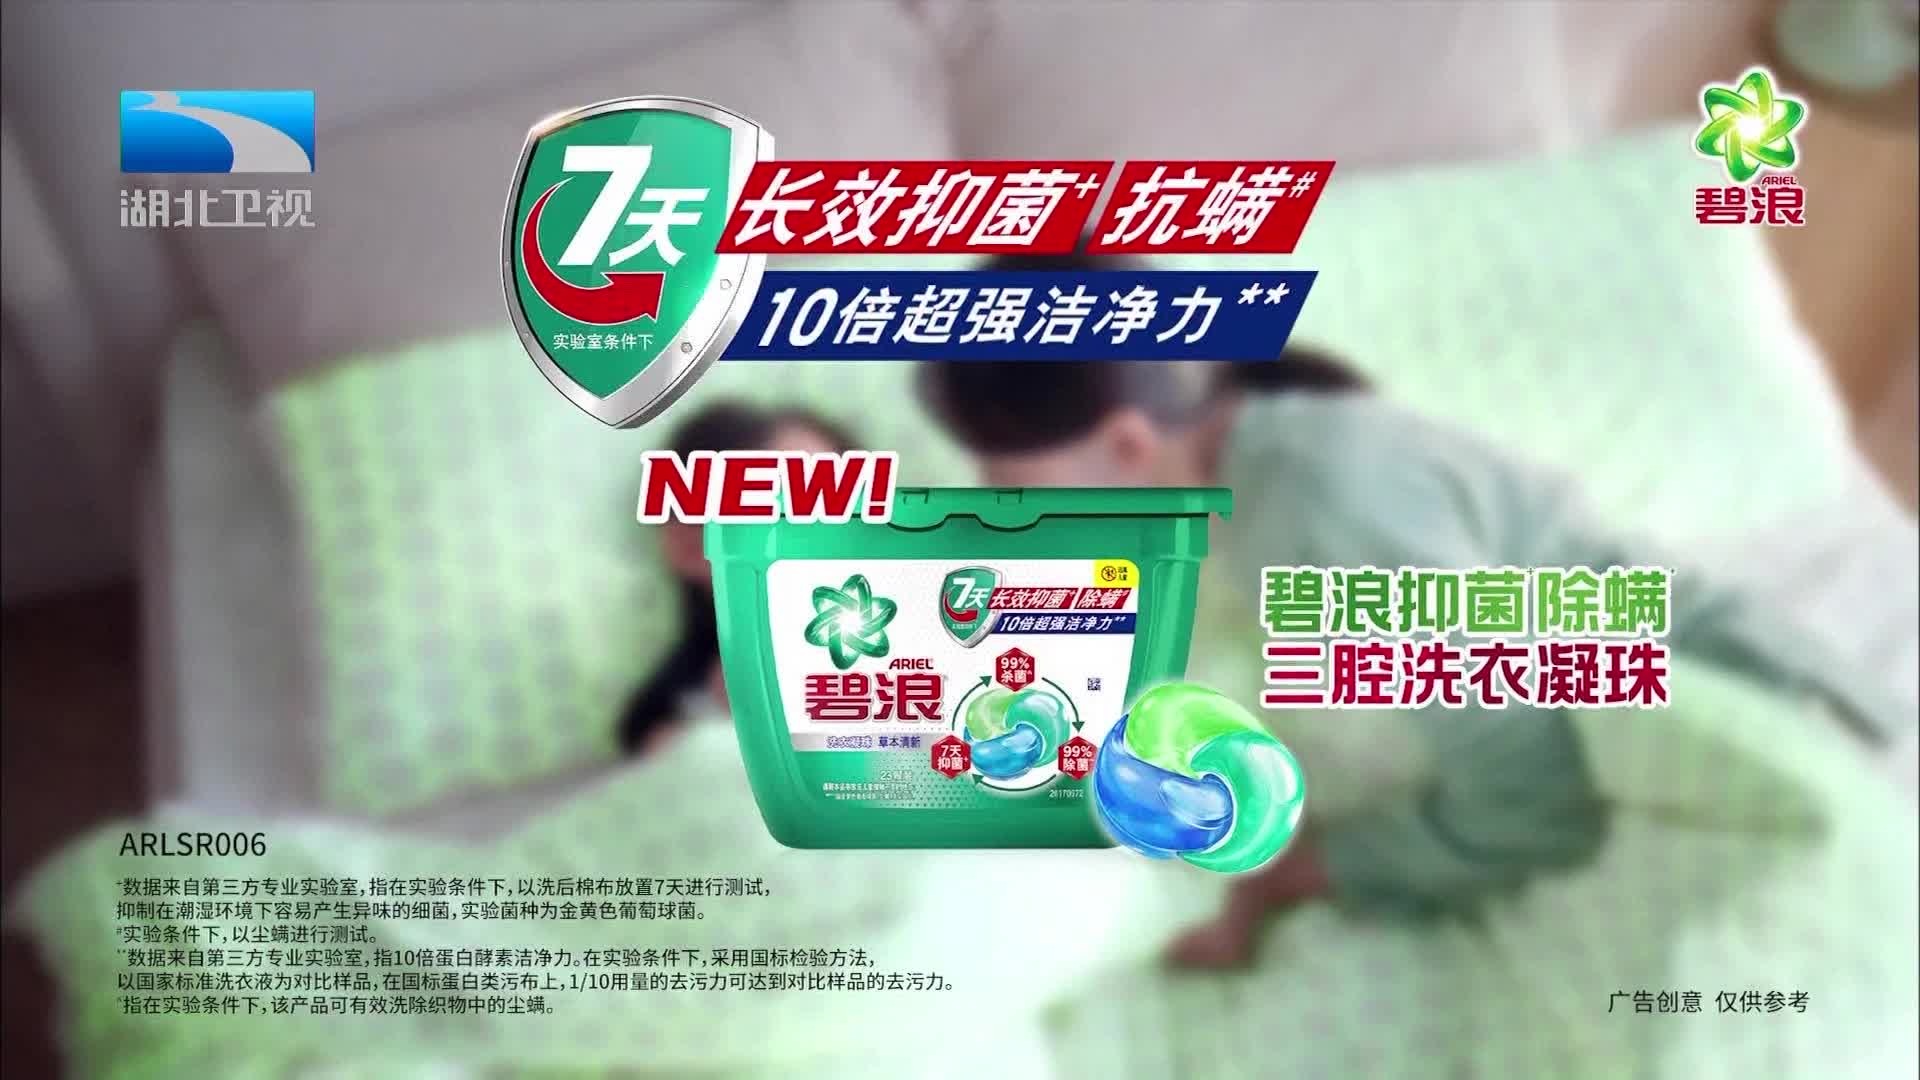 湖北卫视
7天
实验室条件下
长效抑菌⁺ 抗螨#
10倍超强洁净力**
ARIEL
碧浪
NEW!
7天 长效抑菌⁺ 除螨#
10倍超强洁净力**
ARIEL
碧浪
洗衣凝珠 草本清新
99%
杀菌
7天
抑菌
99%
除菌
碧浪抑菌⁺除螨
三腔洗衣凝珠
ARLSR006
⁺数据来自第三方专业实验室,指在实验条件下,以洗后棉布放置7天进行测试,
抑制在潮湿环境下容易产生异味的细菌,实验菌种为金黄色葡萄球菌。
#实验条件下,以尘螨进行测试。
**数据来自第三方专业实验室,指10倍蛋白酵素洁净力。在实验条件下,采用国标检验方法,
以国家标准洗衣液为对比样品,在国标蛋白类污布上,1/10用量的去污力可达到对比样品的去污力。
^指在实验条件下,该产品可有效洗除织物中的尘螨。
广告创意 仅供参考